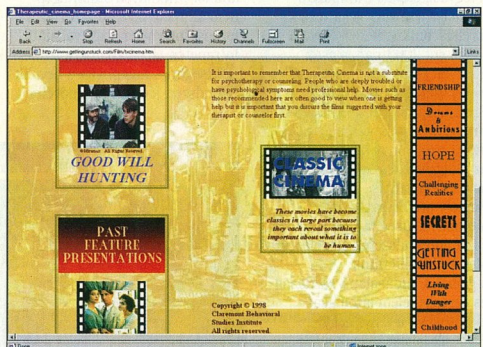 Therapeutic_cinema_homepage - Microsoft Internet Explorer
File Edit View Go Favorites Help
Back Stop Refresh Home Search Favorites History Channels Fullscreen Mail Print
Address http://www.gettingunstuck.com/Film/txcinema.htm
Links
©Miramax All Rights Reserved.
GOOD WILL
HUNTING
PAST
FEATURE
PRESENTATIONS
It is important to remember that Therapeutic Cinema is not a substitute
for psychotherapy or counseling. People who are deeply troubled or
have psychological symptoms need professional help. Movies such as
those recommended here are often good to view when one is getting
help but it is important that you discuss the films suggested with your
therapist or counselor first.
CLASSIC
CINEMA
These movies have become
classics in large part because
they each reveal something
important about what it is to
be human.
Copyright © 1998
Claremont Behavioral
Studies Institute
All rights reserved.
FRIENDSHIP
Dreams
&
Ambitions
HOPE
Challenging
Realities
SECRETS
GETTING
UNSTUCK
Living
With
Danger
Childhood
Done
Internet zone